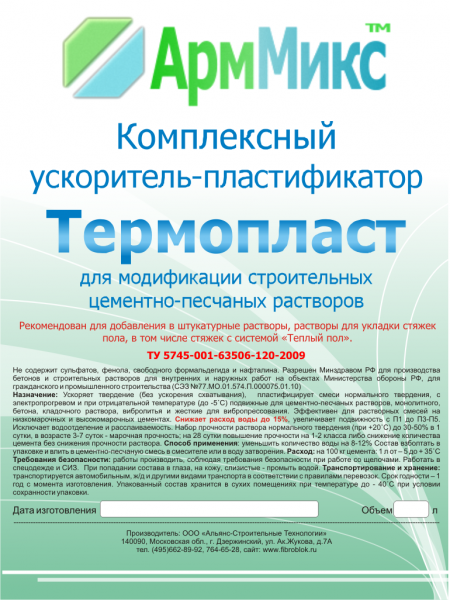 АрмМикс™
Комплексный
ускоритель-пластификатор
Термопласт
для модификации строительных
цементно-песчаных растворов
Рекомендован для добавления в штукатурные растворы, растворы для укладки стяжек
пола, в том числе стяжек с системой «Теплый пол».
ТУ 5745-001-63506-120-2009
Не содержит сульфатов, фенола, свободного формальдегида и нафталина. Разрешен Минздравом РФ для производства
бетонов и строительных растворов для внутренних и наружных работ на объектах Министерства обороны РФ, для
гражданского и промышленного строительства (СЭЗ №77.МО.01.574.П.000075.01.10)
Назначение: Ускоряет твердение (без ускорения схватывания), пластифицирует смеси нормального твердения, с
электропрогревом и при отрицательной температуре (до -5˚С) подвижные для цементно-песчаных растворов, монолитного,
бетона, кладочного раствора, вибролитья и жесткие для вибропрессования. Эффективен для растворных смесей на
низкомарочных и высокомарочных цементах. Снижает расход воды до 15%, увеличивает подвижность с П1 до П3-П5.
Исключает водоотделение и расслаиваемость. Набор прочности раствора нормального твердения (при +20˚С) до 30-50% в 1
сутки, в возрасте 3-7 суток - марочная прочность; на 28 сутки повышение прочности на 1-2 класса либо снижение количества
цемента без потери прочности. Способ применения: уменьшить количество воды на 8-12% Состав взболтать в
упаковке и влить в цементно-песчаную смесь в смесителе или в воду затворения. Расход: на 100 кг цемента: 1 л от – 5 до + 35˚С
Требования безопасности: работы производить, соблюдая требования безопасности при работе со щелочами. Работать в
спецодежде и СИЗ. При попадании состава в глаза, на кожу, слизистые - промыть водой. Транспортирование и хранение:
транспортируется автомобильным, ж/д и другими видами транспорта в соответствии с правилами перевозок. Срок годности – 1
год с момента изготовления. Упакованный состав хранится в сухих помещениях при температуре до - 40˚С при условии
сохранности упаковки.
Дата изготовления Объем л
Производитель: ООО «Альянс-Строительные Технологии»
140090, Московская обл., г. Дзержинский, ул. Ак.Жукова, д.7А
тел. (495)662-89-92, 764-65-28, сайт: www.fibroblok.ru